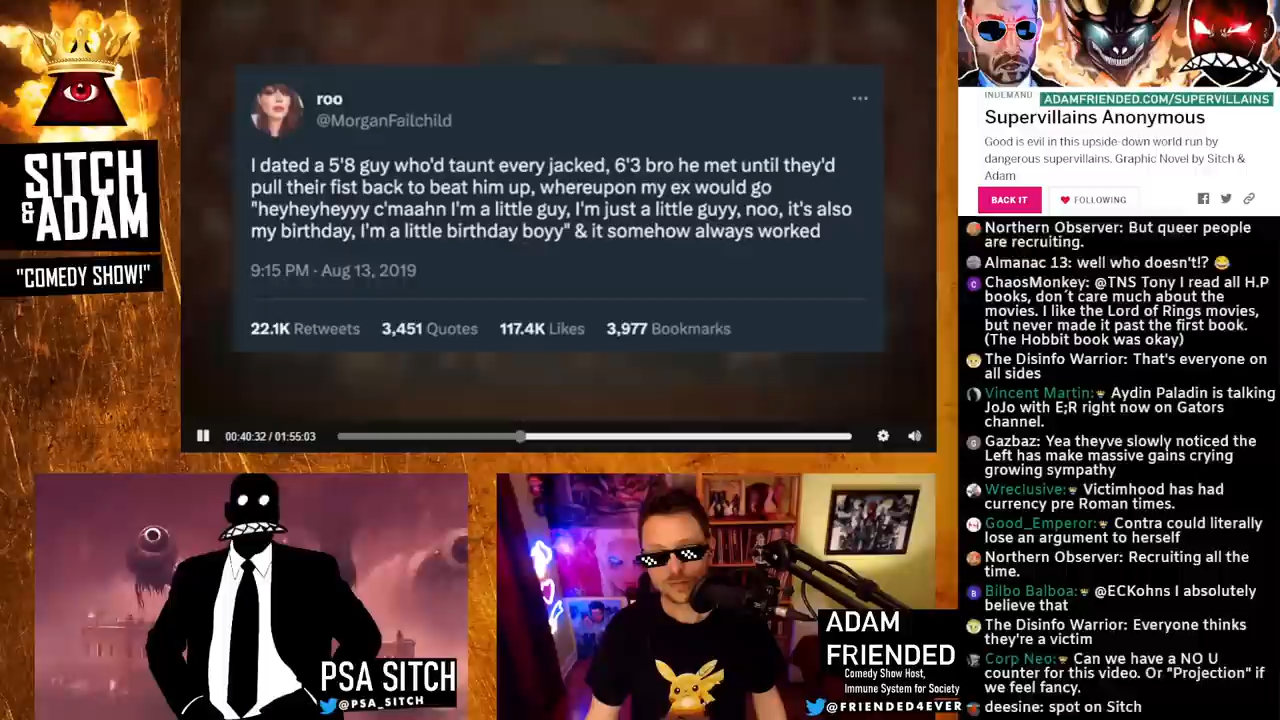 SITCH
& ADAM
"COMEDY SHOW!"
roo
@MorganFailchild
I dated a 5'8 guy who'd taunt every jacked, 6'3 bro he met until they'd
pull their fist back to beat him up, whereupon my ex would go
"heyheyheyyy c'maahn I'm a little guy, I'm just a little guyy, noo, it's also
my birthday, I'm a little birthday boyy" & it somehow always worked
9:15 PM · Aug 13, 2019
22.1K Retweets 3,451 Quotes 117.4K Likes 3,977 Bookmarks
00:40:32 / 01:55:03
PSA SITCH
@PSA_SITCH
ADAM
FRIENDED
Comedy Show Host,
Immune System for Society
@FRIENDED4EVER
INDEMAND
ADAMFRIENDED.COM/SUPERVILLAINS
Supervillains Anonymous
Good is evil in this upside-down world run by
dangerous supervillains. Graphic Novel by Sitch &
Adam
BACK IT
FOLLOWING
Northern Observer: But queer people
are recruiting.
Almanac 13: well who doesn't!? 😂
ChaosMonkey: @TNS Tony I read all H.P
books, don´t care much about the
movies. I like the Lord of Rings movies,
but never made it past the first book.
(The Hobbit book was okay)
The Disinfo Warrior: That's everyone on
all sides
Vincent Martin: Aydin Paladin is talking
JoJo with E;R right now on Gators
channel.
Gazbaz: Yea theyve slowly noticed the
Left has make massive gains crying
growing sympathy
Wreclusive: Victimhood has had
currency pre Roman times.
Good_Emperor: Contra could literally
lose an argument to herself
Northern Observer: Recruiting all the
time.
Bilbo Balboa: @ECKohns I absolutely
believe that
The Disinfo Warrior: Everyone thinks
they're a victim
Corp Neo: Can we have a NO U
counter for this video. Or "Projection" if
we feel fancy.
deesine: spot on Sitch